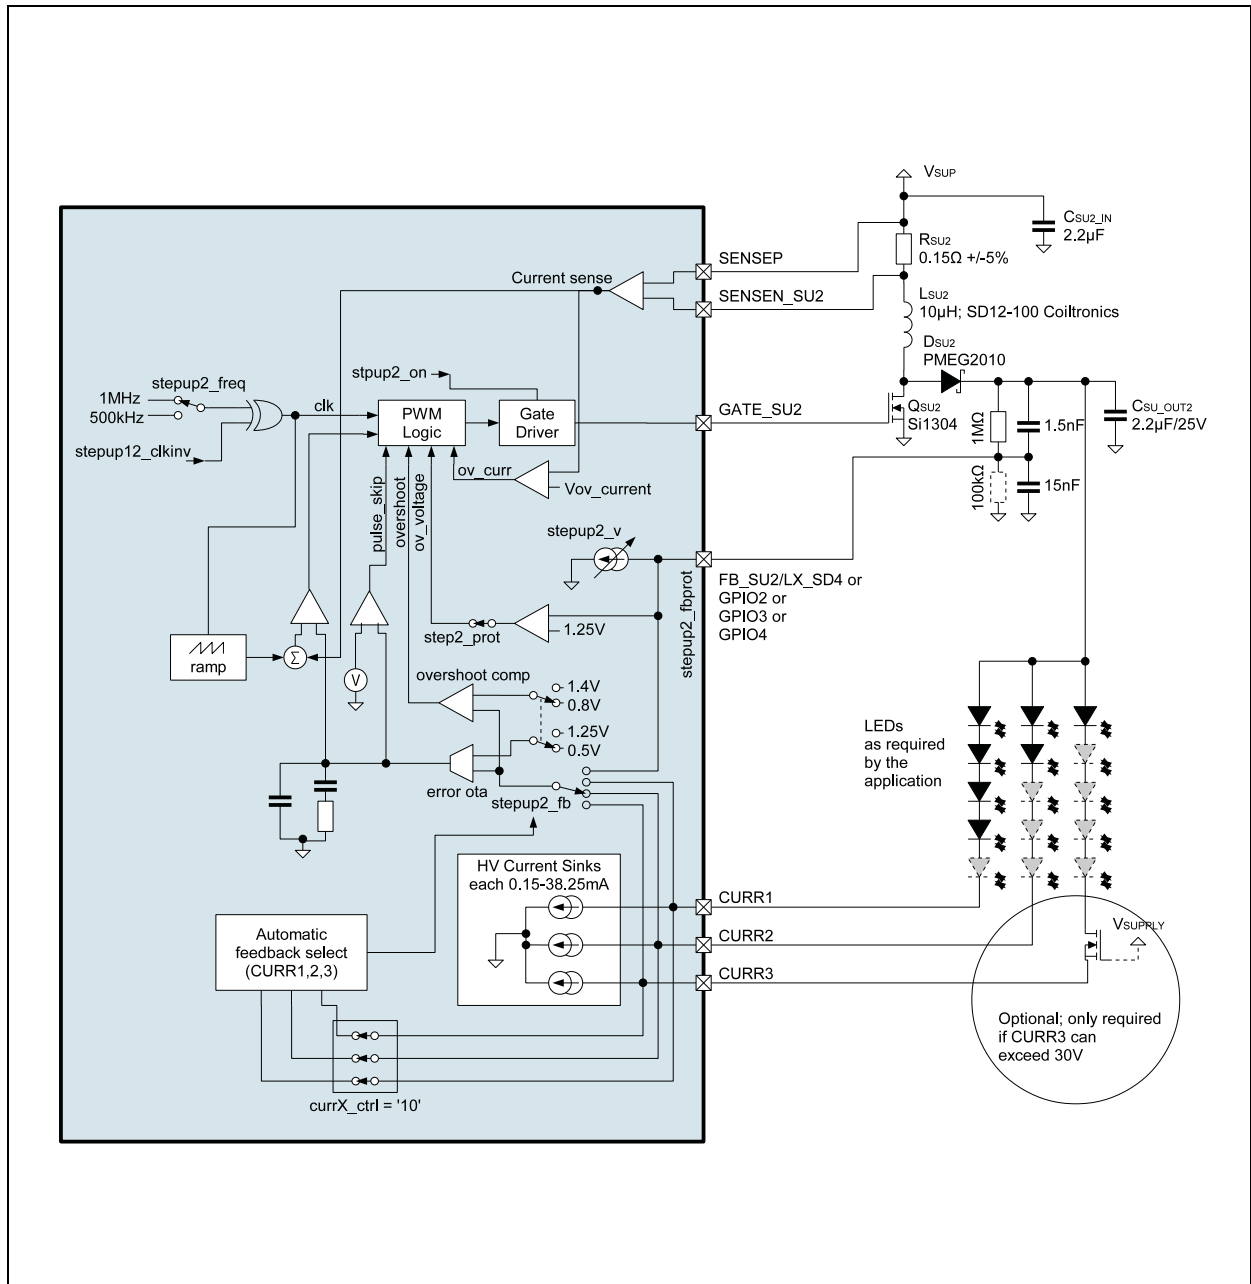 VSUP
CSU2_IN
2.2µF
RSU2
0.15Ω +/-5%
SENSEP
Current sense
SENSEN_SU2
LSU2
10µH; SD12-100 Coiltronics
DSU2
PMEG2010
stpup2_on
stepup2_freq
1MHz
500kHz
clk
PWM
Logic
Gate
Driver
GATE_SU2
QSU2
Si1304
1MΩ
1.5nF
CSU_OUT2
2.2µF/25V
stepup12_clkinv
ov_curr
Vov_current
100kΩ
15nF
pulse_skip
overshoot
ov_voltage
stepup2_v
stepup2_fbprot
FB_SU2/LX_SD4 or
GPIO2 or
GPIO3 or
GPIO4
step2_prot
1.25V
ramp
Σ
V
overshoot comp
1.4V
0.8V
1.25V
0.5V
error ota
stepup2_fb
LEDs
as required
by the
application
HV Current Sinks
each 0.15-38.25mA
CURR1
CURR2
CURR3
VSUPPLY
Automatic
feedback select
(CURR1,2,3)
Optional; only required
if CURR3 can
exceed 30V
currX_ctrl = '10'